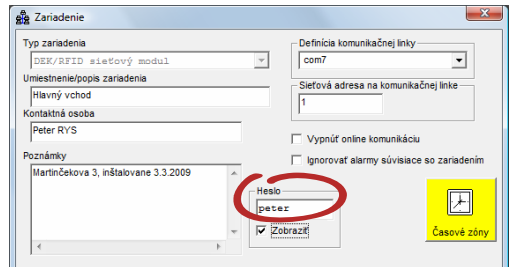 Zariadenie
Typ zariadenia
DEK/RFID sieťový modul
Umiestnenie/popis zariadenia
Hlavný vchod
Kontaktná osoba
Peter RYS
Poznámky
Martinčekova 3, inštalovane 3.3.2009
Definícia komunikačnej linky
com7
Sieťová adresa na komunikačnej linke
1
Vypnúť online komunikáciu
Ignorovať alarmy súvisiace so zariadením
Heslo
peter
Zobraziť
Časové zóny